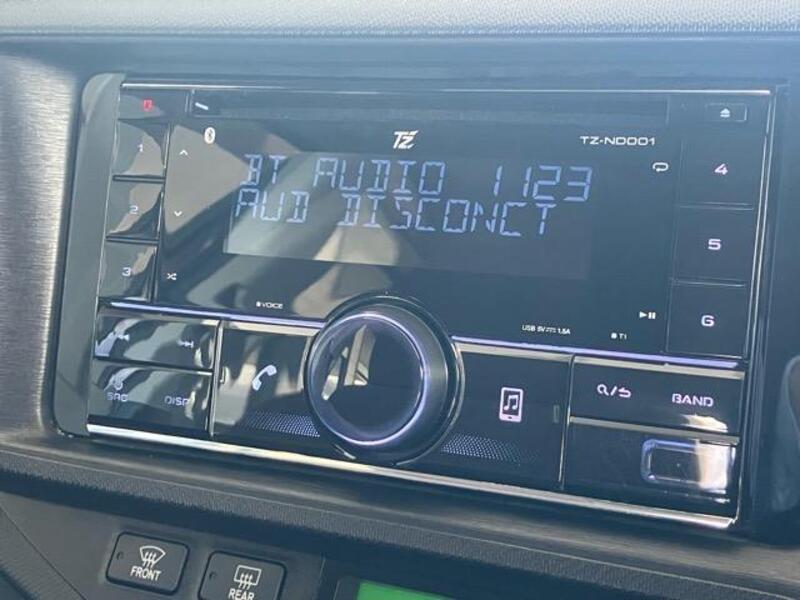 TZ
TZ-ND001
BT AUDIO 1123
AUD DISCONCT
1
2
3
4
5
6
VOICE
USB 5V 1.5A
T1
SRC
DISP
BAND
FRONT
REAR